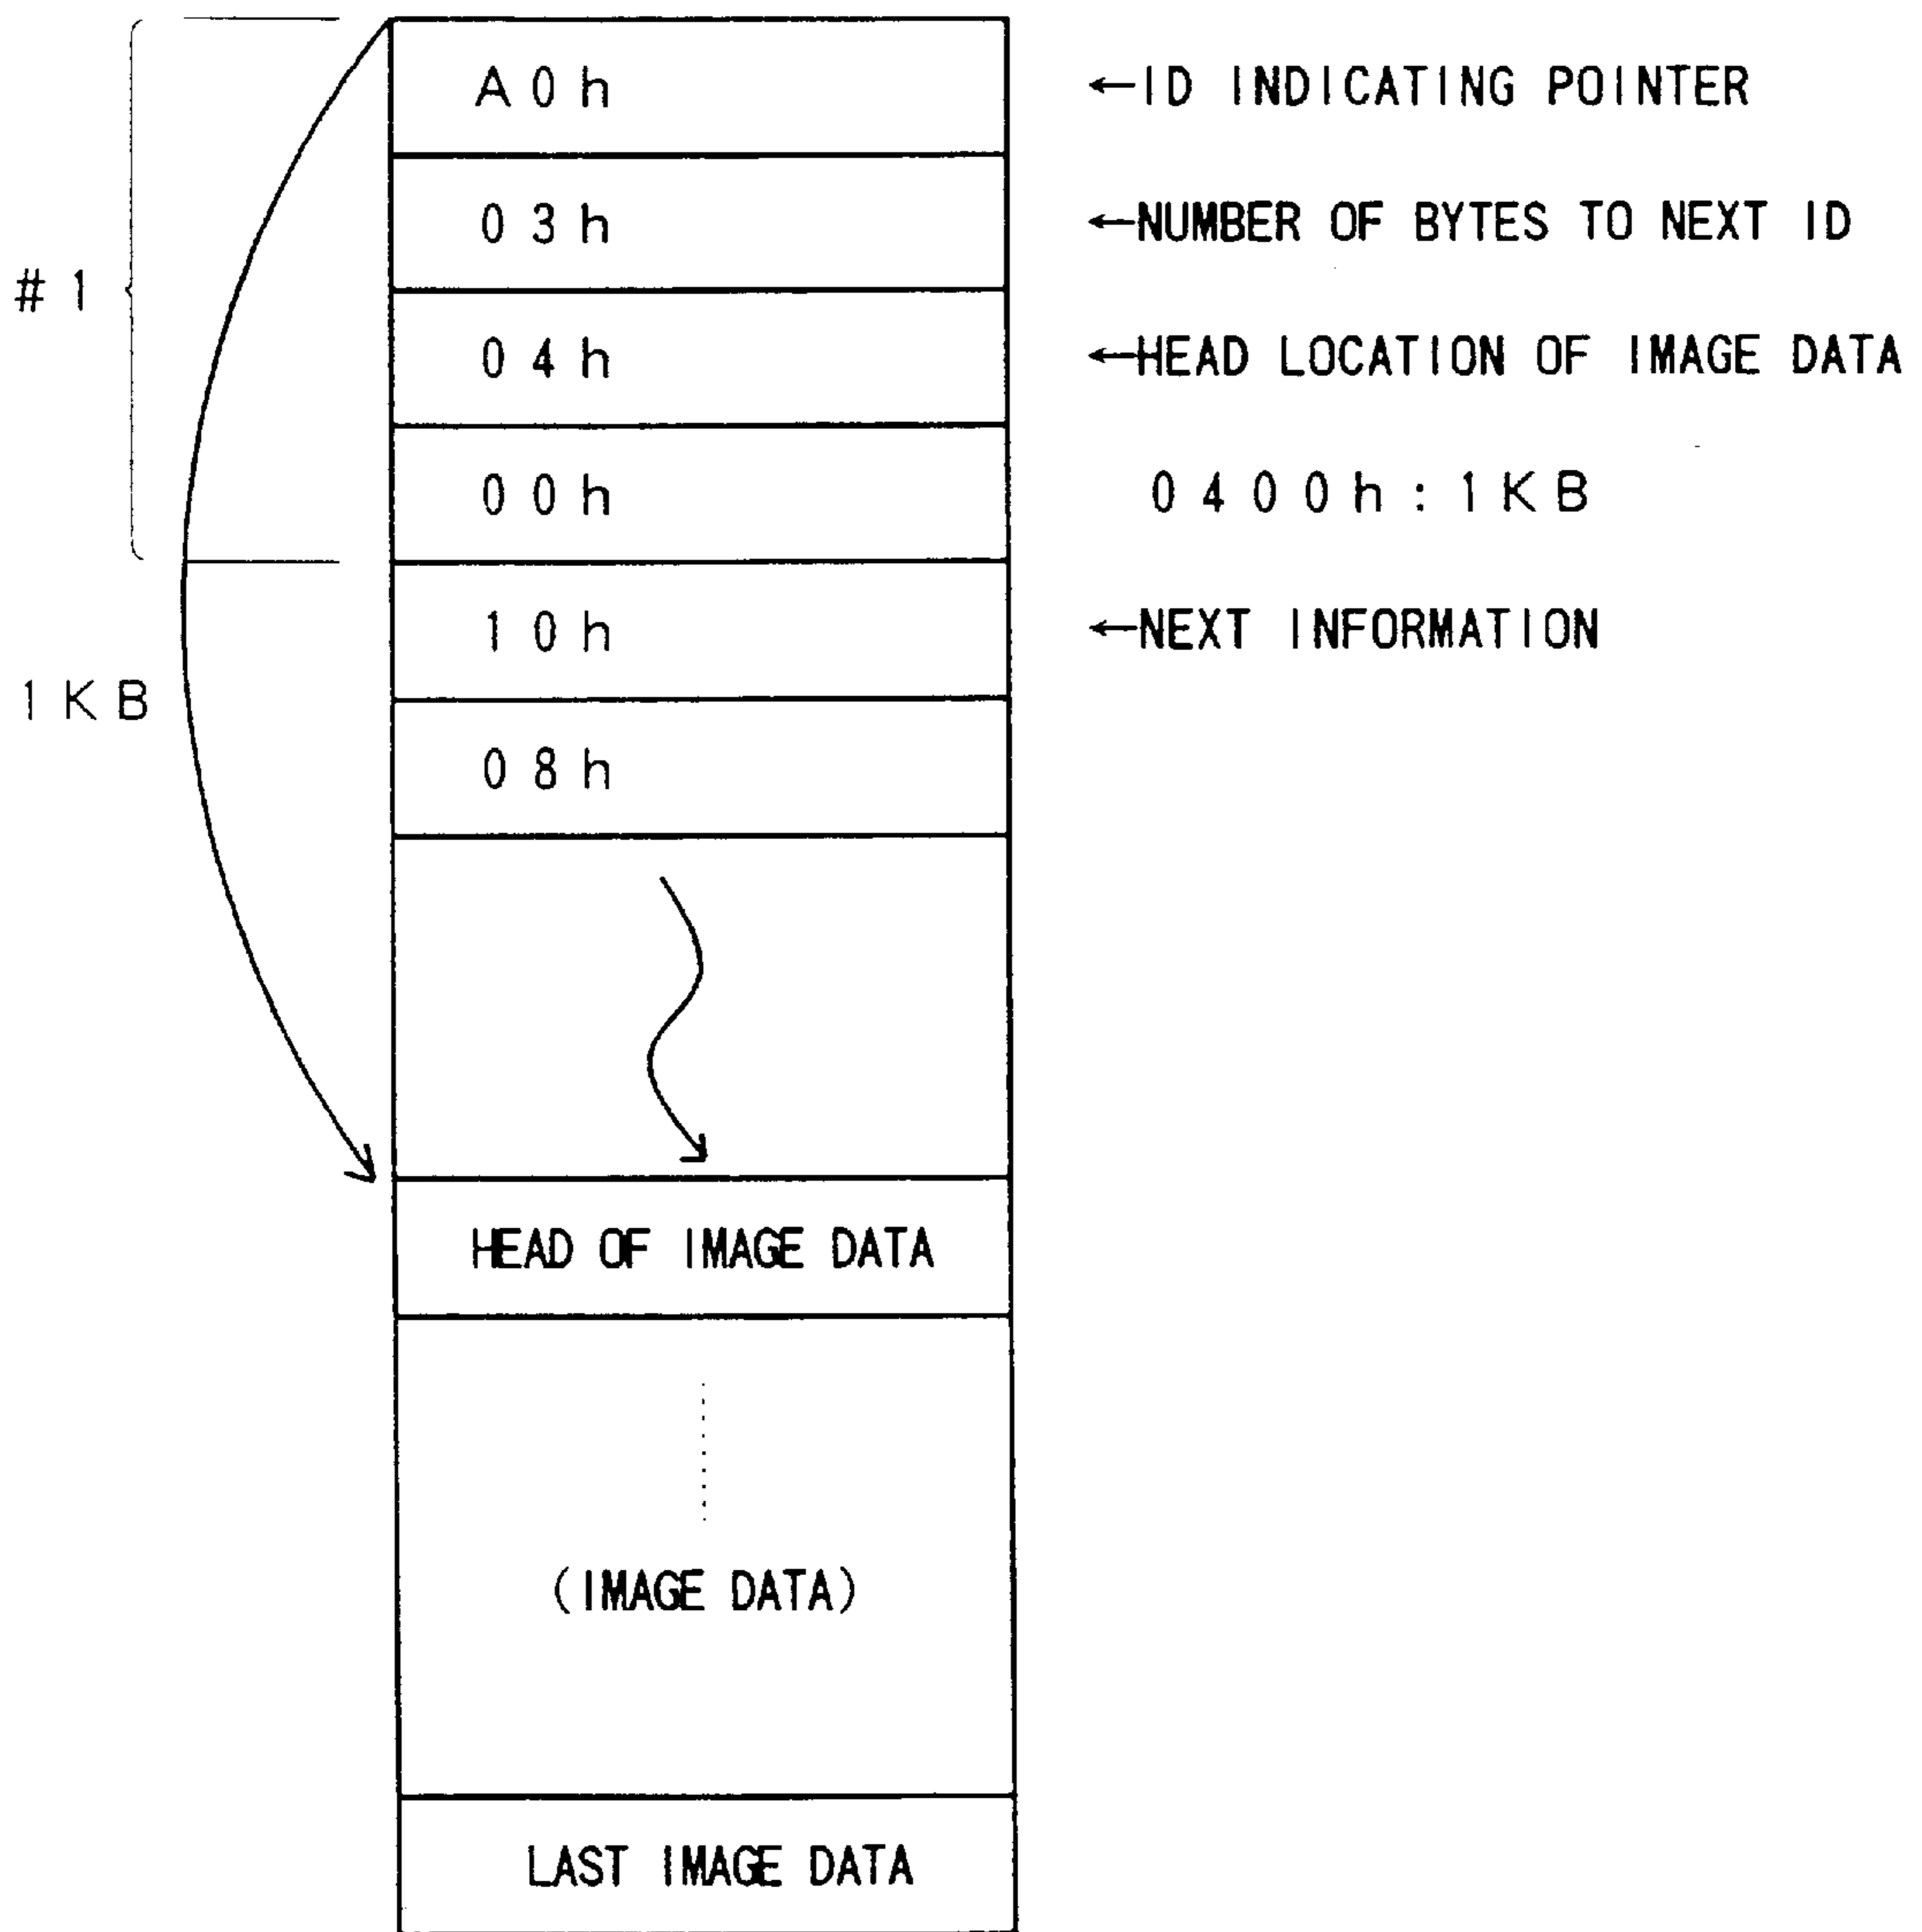 A0h ←ID INDICATING POINTER
03h ←NUMBER OF BYTES TO NEXT ID
#1
04h ←HEAD LOCATION OF IMAGE DATA
00h 0400h:1KB
10h ←NEXT INFORMATION
1KB
08h
HEAD OF IMAGE DATA
(IMAGE DATA)
LAST IMAGE DATA